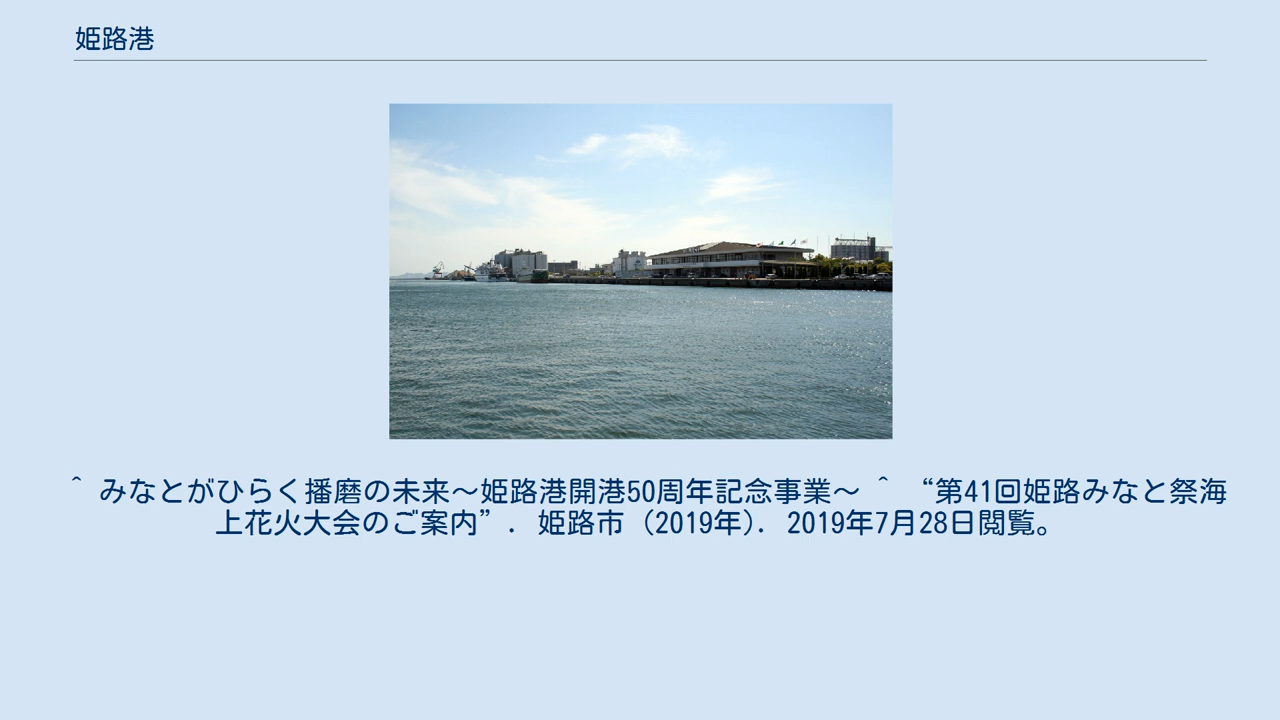 姫路港
^ みなとがひらく播磨の未来～姫路港開港50周年記念事業～ ^ “第41回姫路みなと祭海
上花火大会のご案内”. 姫路市 (2019年). 2019年7月28日閲覧。